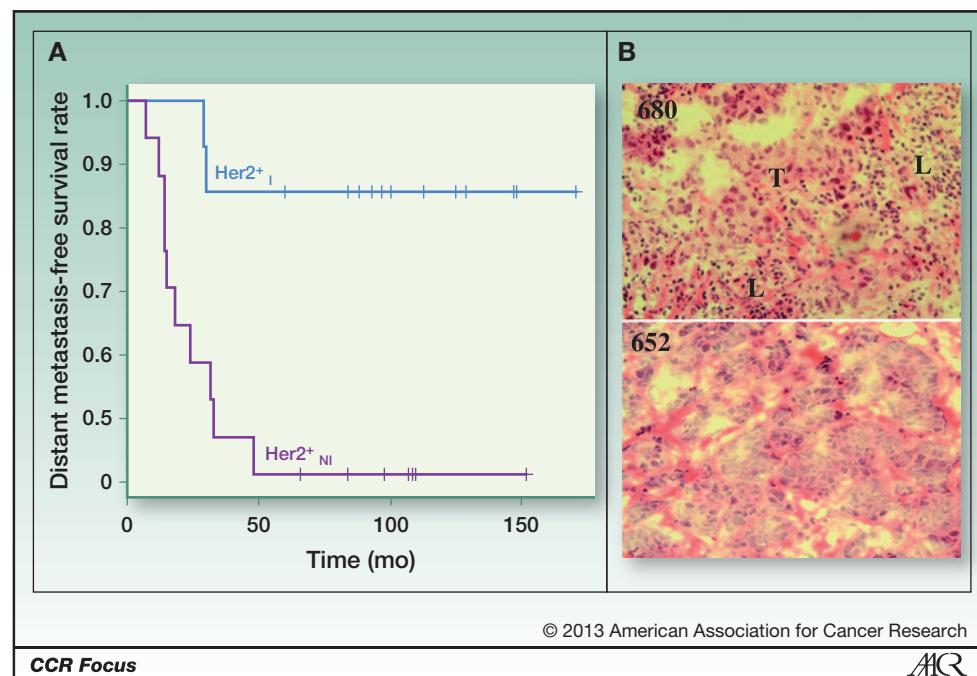 A
Distant metastasis-free survival rate
1.0
0.9
0.8
0.7
0.6
0.5
0
Her2+ I
Her2+ NI
0 50 100 150
Time (mo)
B
680
T
L
L
652
© 2013 American Association for Cancer Research
CCR Focus
AACR